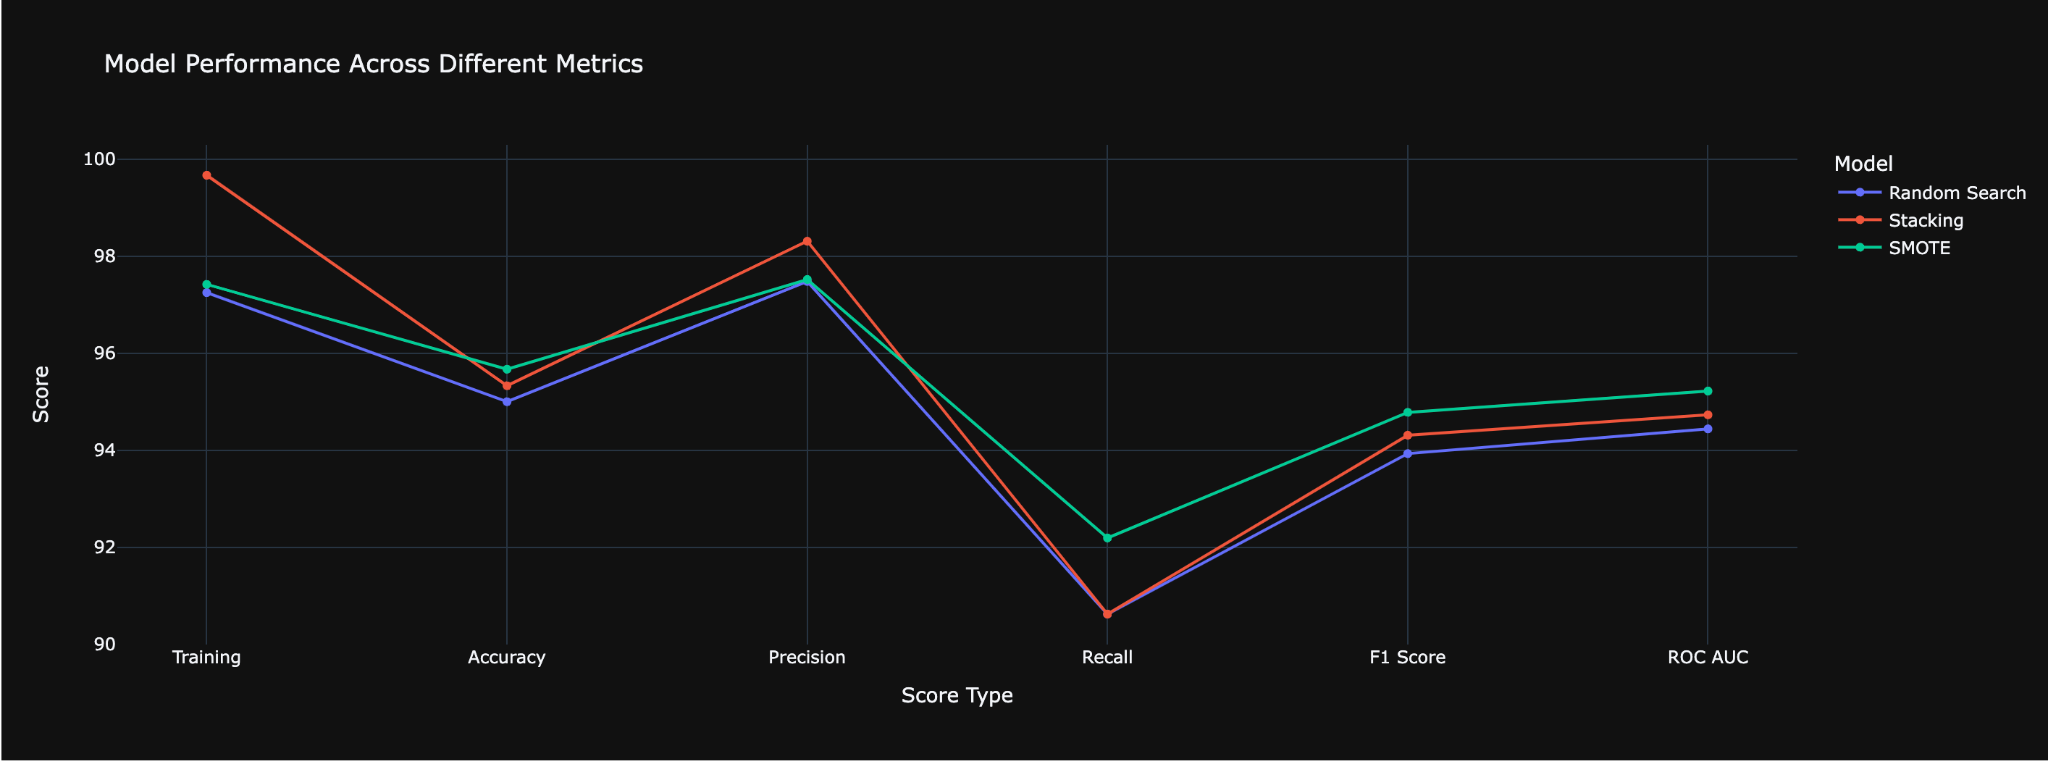 Model Performance Across Different Metrics
100
98
96
94
92
90
Score
Training
Accuracy
Precision
Recall
F1 Score
ROC AUC
Score Type
Model
Random Search
Stacking
SMOTE